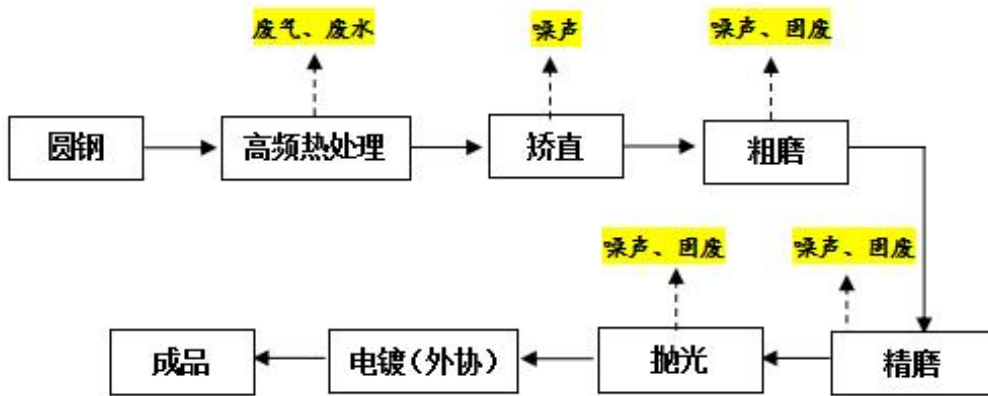 废气、废水
噪声
噪声、固废
圆钢
高频热处理
矫直
粗磨
噪声、固废
噪声、固废
成品
电镀(外协)
抛光
精磨